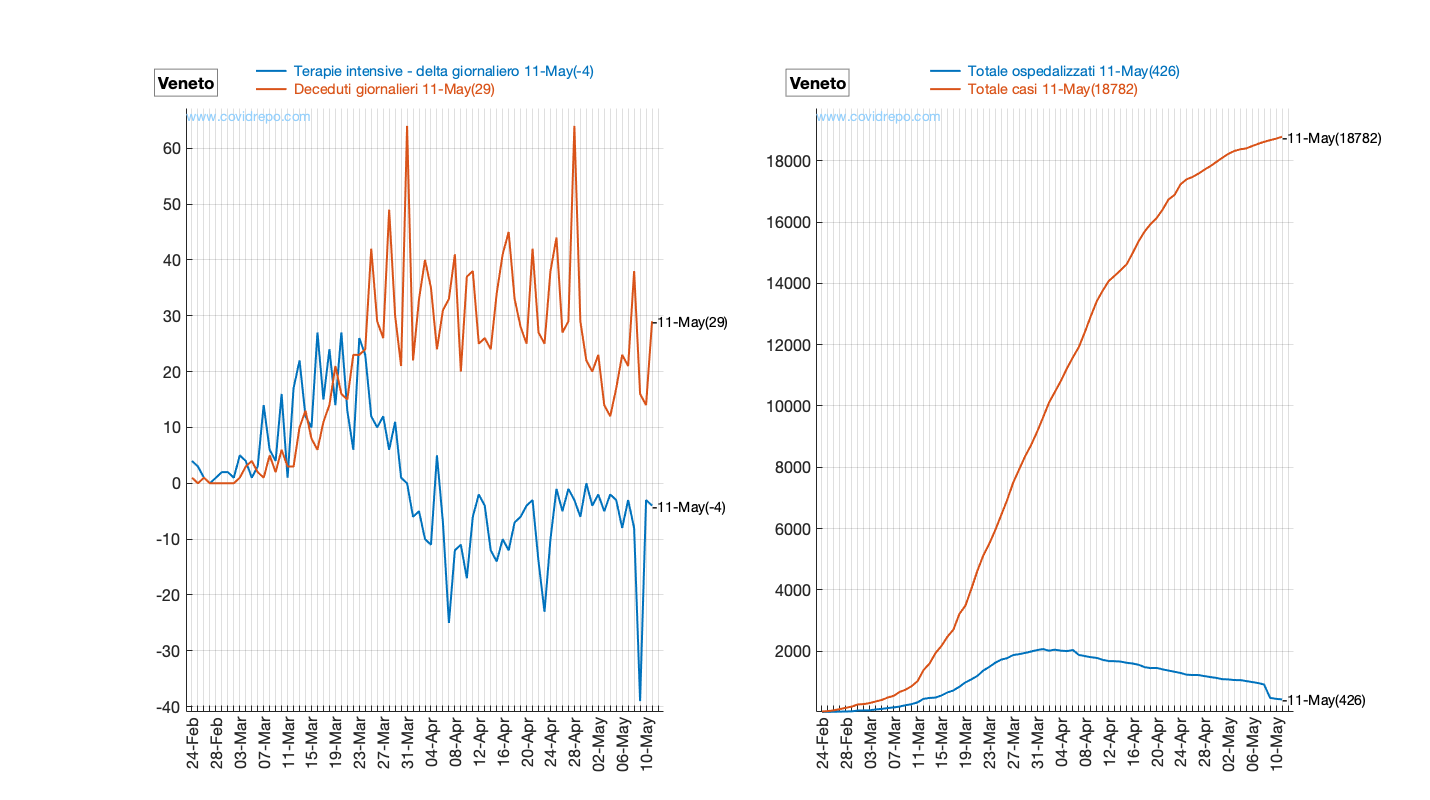 Veneto
Terapie intensive - delta giornaliero 11-May(-4)
Deceduti giornalieri 11-May(29)
www.covidrepo.com
60
50
40
30
20
10
0
-10
-20
-30
-40
-11-May(29)
-11-May(-4)
24-Feb
28-Feb
03-Mar
07-Mar
11-Mar
15-Mar
19-Mar
23-Mar
27-Mar
31-Mar
04-Apr
08-Apr
12-Apr
16-Apr
20-Apr
24-Apr
28-Apr
02-May
06-May
10-May
Veneto
Totale ospedalizzati 11-May(426)
Totale casi 11-May(18782)
www.covidrepo.com
18000
16000
14000
12000
10000
8000
6000
4000
2000
-11-May(18782)
-11-May(426)
24-Feb
28-Feb
03-Mar
07-Mar
11-Mar
15-Mar
19-Mar
23-Mar
27-Mar
31-Mar
04-Apr
08-Apr
12-Apr
16-Apr
20-Apr
24-Apr
28-Apr
02-May
06-May
10-May